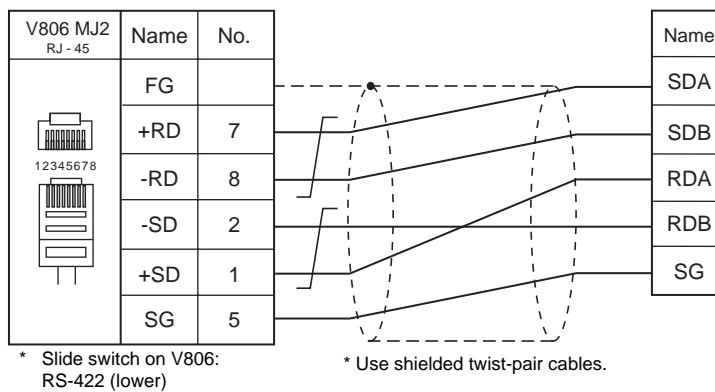 V806 MJ2 Name No.
RJ - 45
FG
+RD 7
12345678
-RD 8
-SD 2
+SD 1
SG 5
Name
SDA
SDB
RDA
RDB
SG
* Slide switch on V806:
RS-422 (lower)
* Use shielded twist-pair cables.